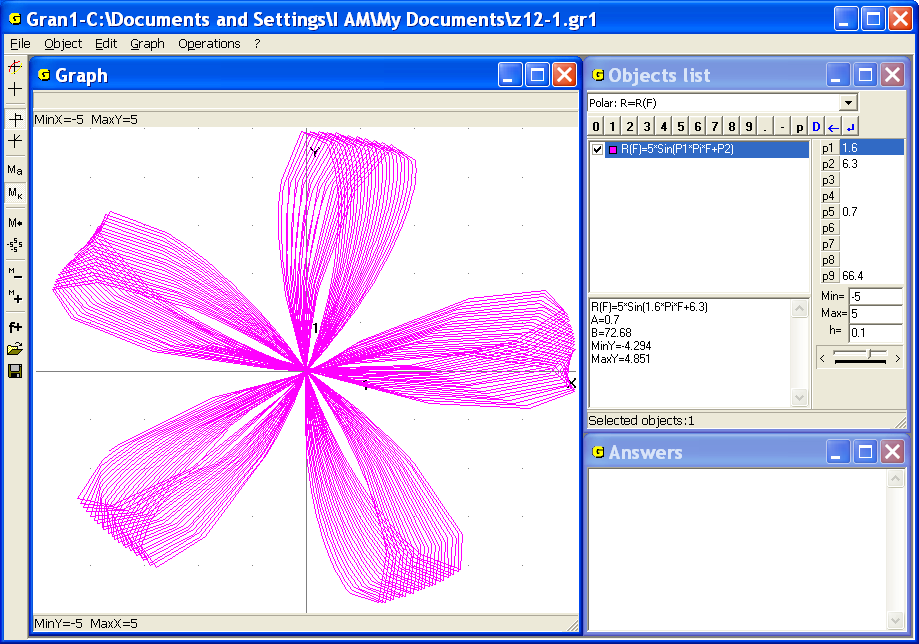 Gran1-C:\Documents and Settings\I AM\My Documents\z12-1.gr1
File Object Edit Graph Operations ?
Graph
MinX=-5 MaxY=5
Y
1
1
X
MinY=-5 MaxX=5
Ma
Mк
M
M
M
f+
Objects list
Polar: R=R(F)
0 1 2 3 4 5 6 7 8 9 . - p D ← ↲
R(F)=5*Sin(P1*Pi*F+P2)
p1 1.6
p2 6.3
p3
p4
p5 0.7
p6
p7
p8
p9 66.4
Min= -5
Max= 5
h= 0.1
< >
R(F)=5*Sin(1.6*Pi*F+6.3)
A=0.7
B=72.68
MinY=-4.294
MaxY=4.851
Selected objects:1
Answers